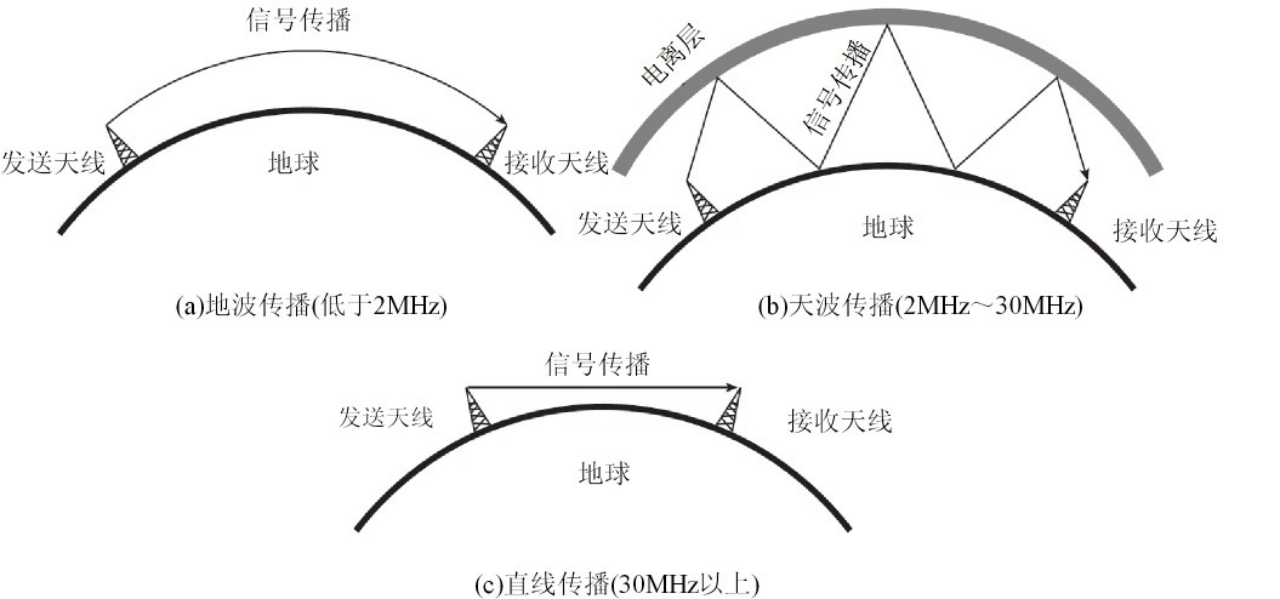 信号传播
发送天线
地球
接收天线
(a)地波传播(低于2MHz)
电离层
信号传播
发送天线
地球
接收天线
(b)天波传播(2MHz～30MHz)
信号传播
发送天线
接收天线
地球
(c)直线传播(30MHz以上)